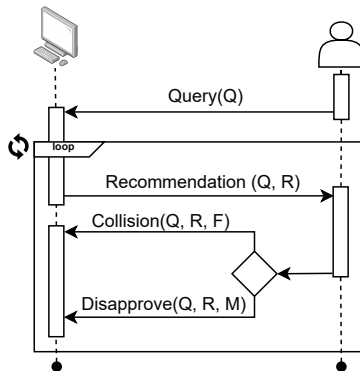 Query(Q)
loop
Recommendation (Q, R)
Collision(Q, R, F)
Disapprove(Q, R, M)